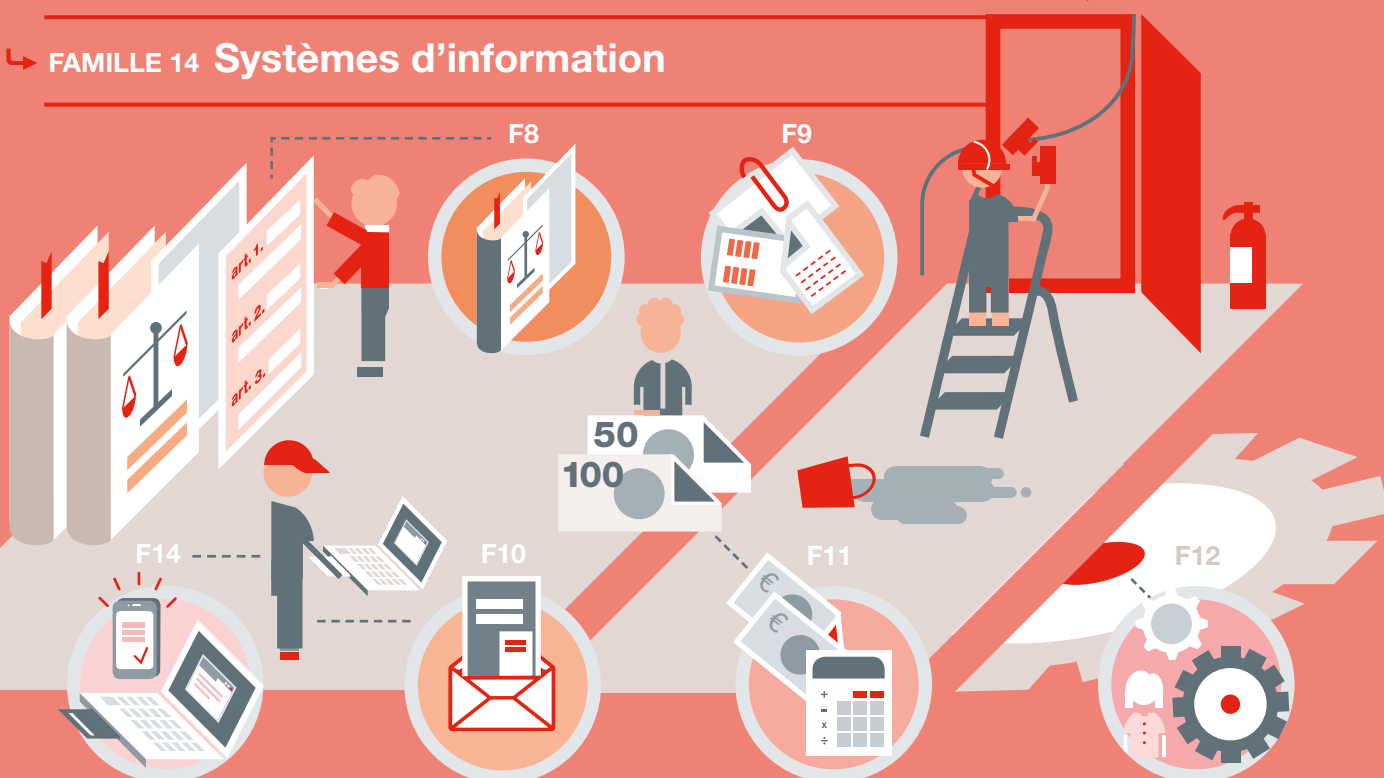 FAMILLE 14 Systèmes d’information
F8
F9
art. 1.
art. 2.
art. 3.
50
100
F14
F10
F11
F12
€
€
+
-
x
÷